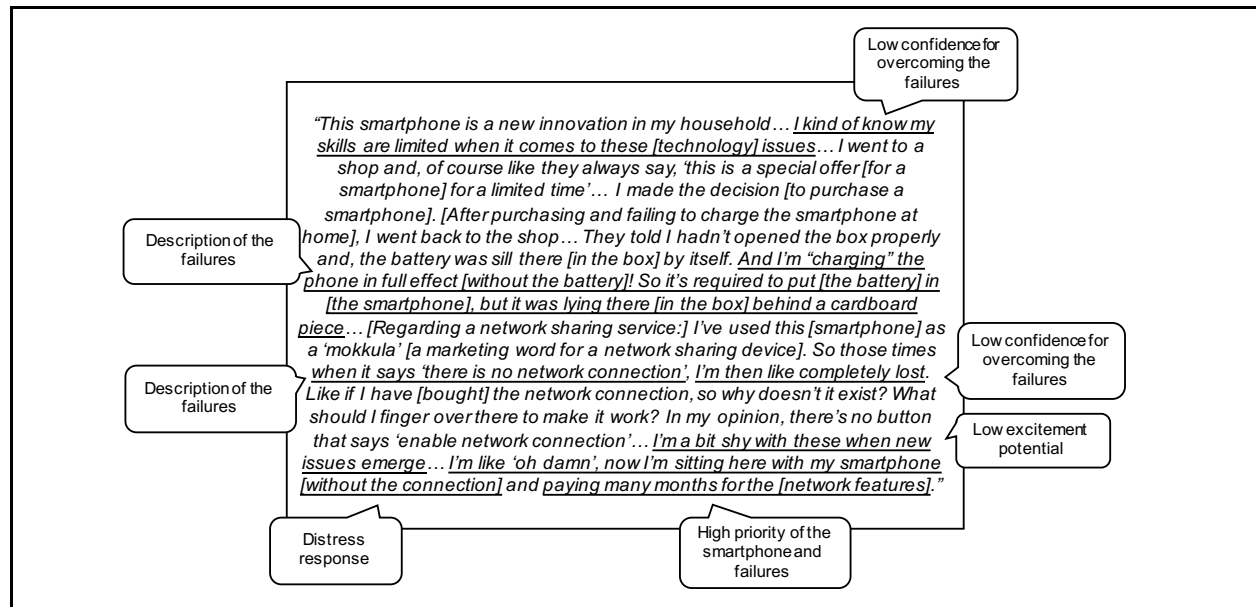 Low confidence for
overcoming the
failures
“This smartphone is a new innovation in my household… I kind of know my
skills are limited when it comes to these [technology] issues… I went to a
shop and, of course like they always say, ‘this is a special offer [for a
smartphone] for a limited time’… I made the decision [to purchase a
smartphone]. [After purchasing and failing to charge the smartphone at
home], I went back to the shop… They told I hadn’t opened the box properly
and, the battery was sill there [in the box] by itself. And I’m “charging” the
phone in full effect [without the battery]! So it’s required to put [the battery] in
[the smartphone], but it was lying there [in the box] behind a cardboard
piece… [Regarding a network sharing service:] I’ve used this [smartphone] as
a ‘mokkula’ [a marketing word for a network sharing device]. So those times
when it says ‘there is no network connection’, I’m then like completely lost.
Like if I have [bought] the network connection, so why doesn’t it exist? What
should I finger over there to make it work? In my opinion, there’s no button
that says ‘enable network connection’… I’m a bit shy with these when new
issues emerge… I’m like ‘oh damn’, now I’m sitting here with my smartphone
[without the connection] and paying many months for the [network features].”
Description of the
failures
Description of the
failures
Low confidence for
overcoming the
failures
Low excitement
potential
Distress
response
High priority of the
smartphone and
failures